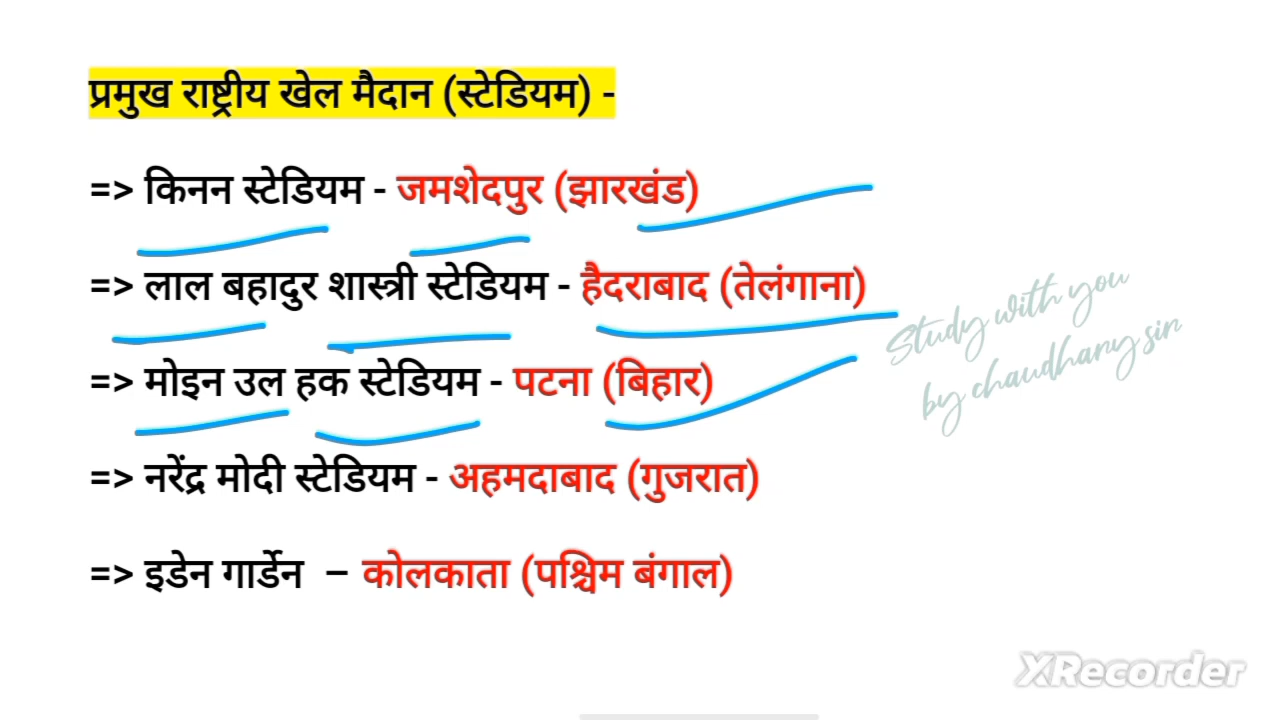 प्रमुख राष्ट्रीय खेल मैदान (स्टेडियम) -
=> किनन स्टेडियम - जमशेदपुर (झारखंड)
=> लाल बहादुर शास्त्री स्टेडियम - हैदराबाद (तेलंगाना)
=> मोइन उल हक स्टेडियम - पटना (बिहार)
=> नरेंद्र मोदी स्टेडियम - अहमदाबाद (गुजरात)
=> इडेन गार्डेन – कोलकाता (पश्चिम बंगाल)
Study with you
by chaudhary sir
XRecorder